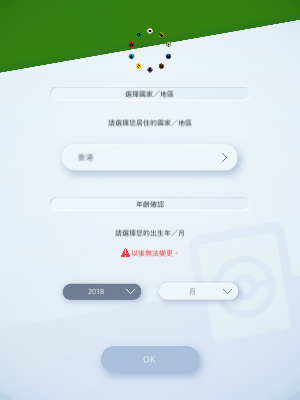 選擇國家／地區
請選擇您居住的國家／地區
香港
年齡確認
請選擇您的出生年／月
以後無法變更。
2018
月
OK